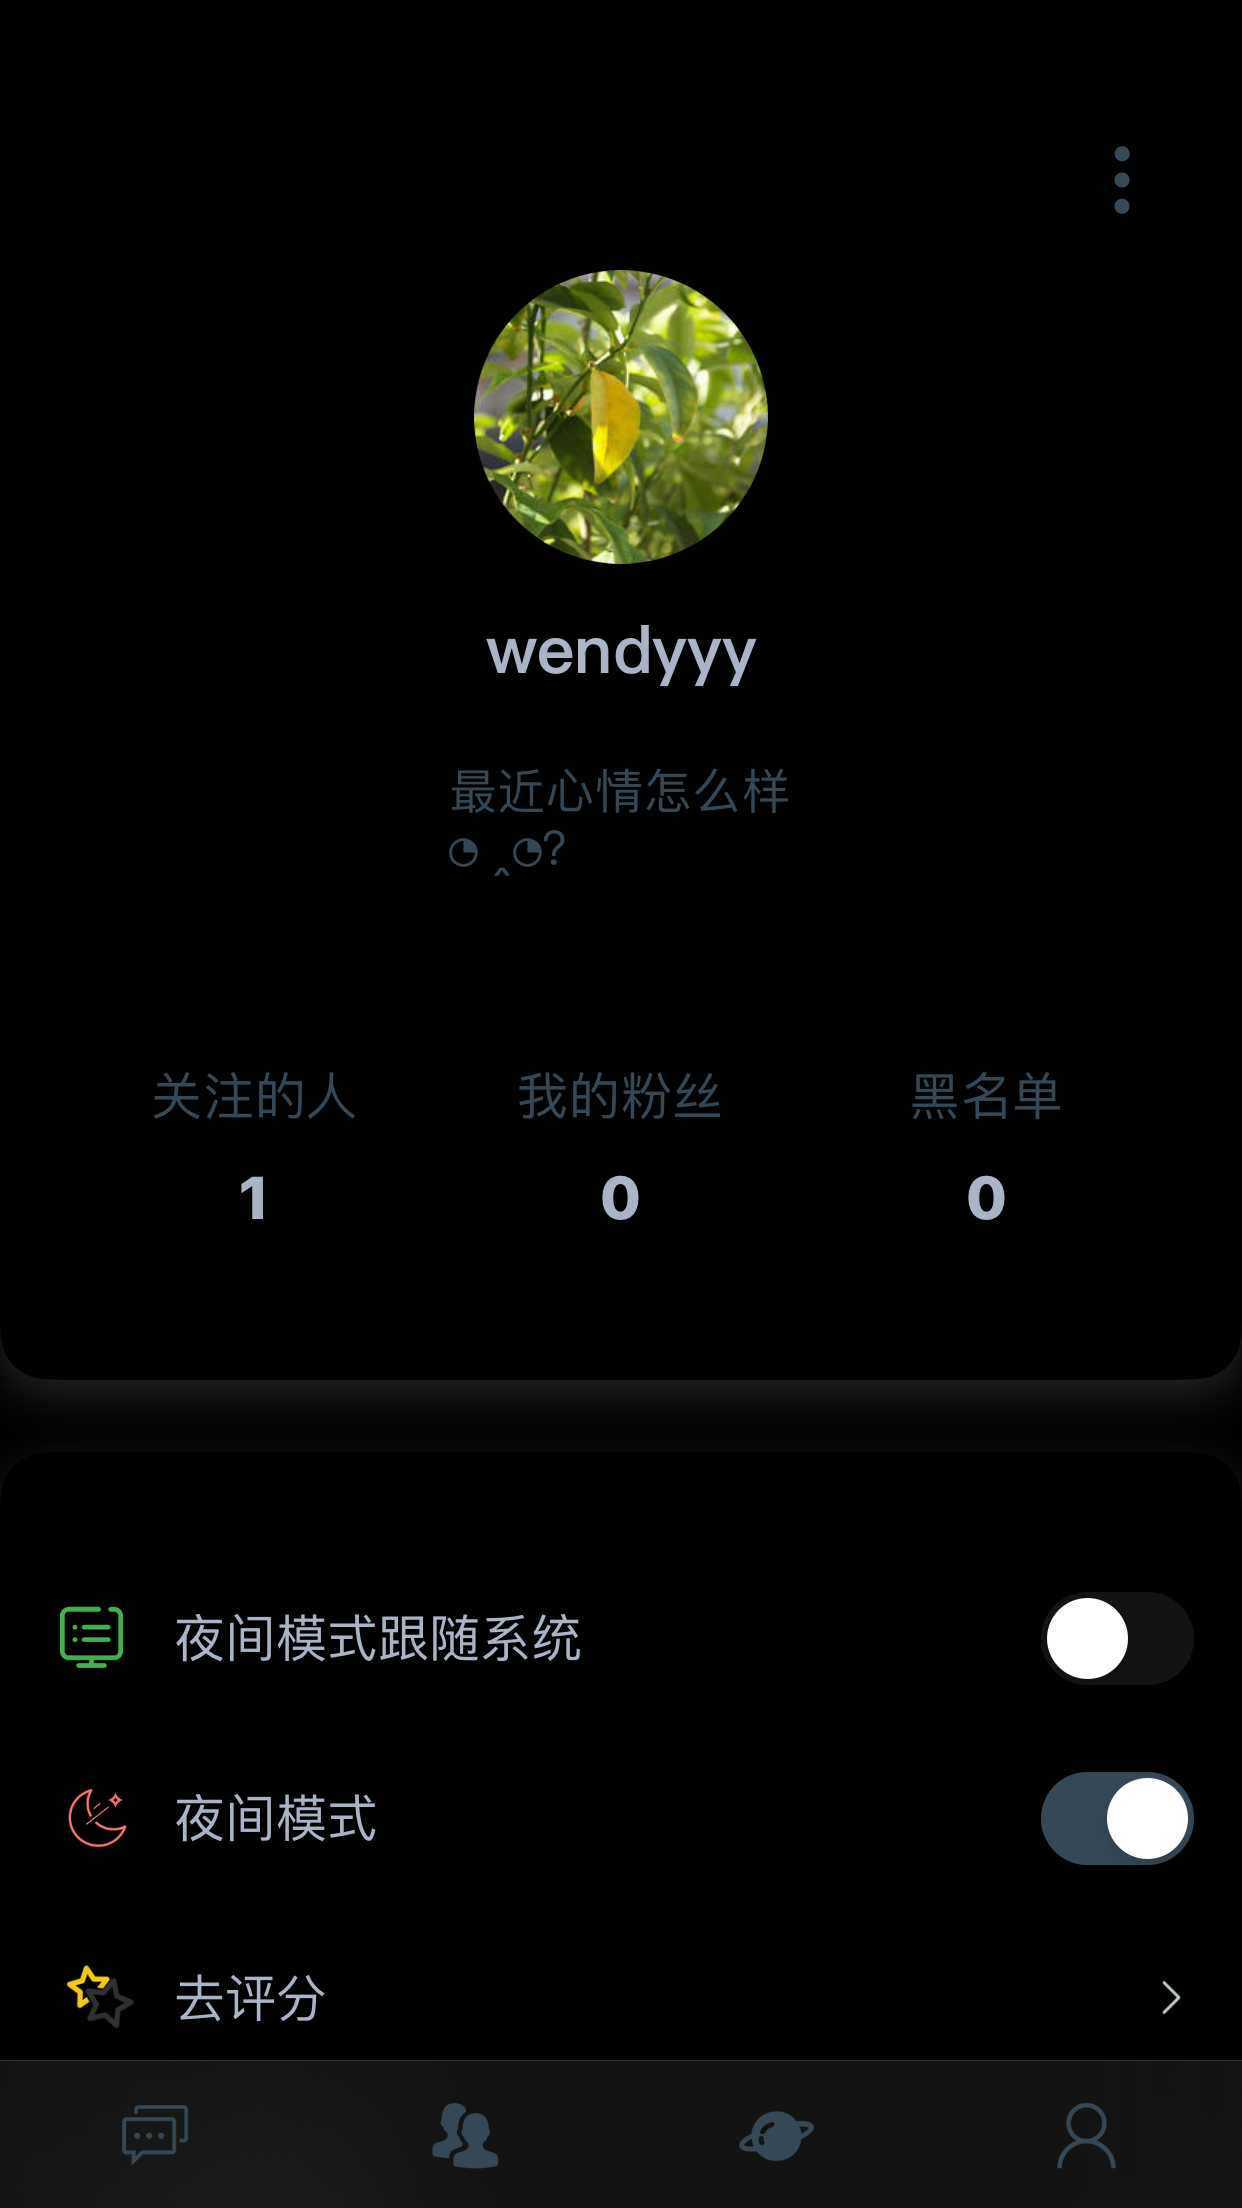 wendyyy
最近心情怎么样
◔ ‸◔?
关注的人 我的粉丝 黑名单
1 0 0
夜间模式跟随系统
夜间模式
去评分